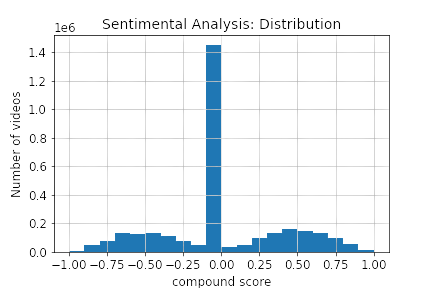 Sentimental Analysis: Distribution
1e6
1.4
1.2
1.0
0.8
0.6
0.4
0.2
0.0
Number of videos
−1.00 −0.75 −0.50 −0.25 0.00 0.25 0.50 0.75 1.00
compound score